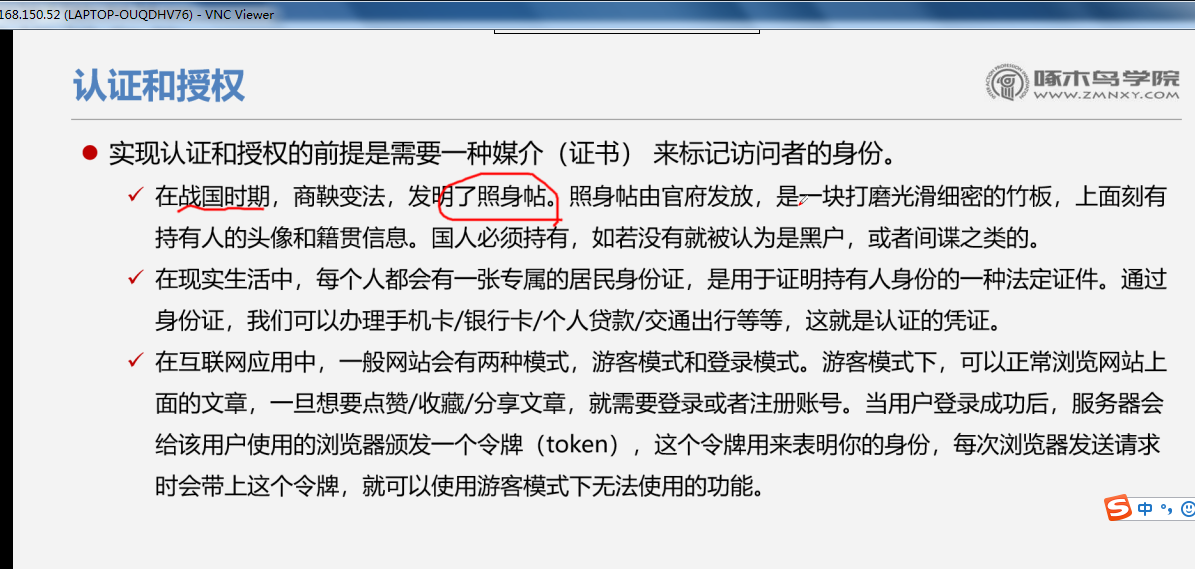 168.150.52 (LAPTOP-OUQDHV76) - VNC Viewer
认证和授权
啄木鸟学院
WWW.ZMNXY.COM
实现认证和授权的前提是需要一种媒介（证书） 来标记访问者的身份。
在战国时期，商鞅变法，发明了照身帖。照身帖由官府发放，是一块打磨光滑细密的竹板，上面刻有
持有人的头像和籍贯信息。国人必须持有，如若没有就被认为是黑户，或者间谍之类的。
在现实生活中，每个人都会有一张专属的居民身份证，是用于证明持有人身份的一种法定证件。通过
身份证，我们可以办理手机卡/银行卡/个人贷款/交通出行等等，这就是认证的凭证。
在互联网应用中，一般网站会有两种模式，游客模式和登录模式。游客模式下，可以正常浏览网站上
面的文章，一旦想要点赞/收藏/分享文章，就需要登录或者注册账号。当用户登录成功后，服务器会
给该用户使用的浏览器颁发一个令牌（token），这个令牌用来表明你的身份，每次浏览器发送请求
时会带上这个令牌，就可以使用游客模式下无法使用的功能。
S 中 °，